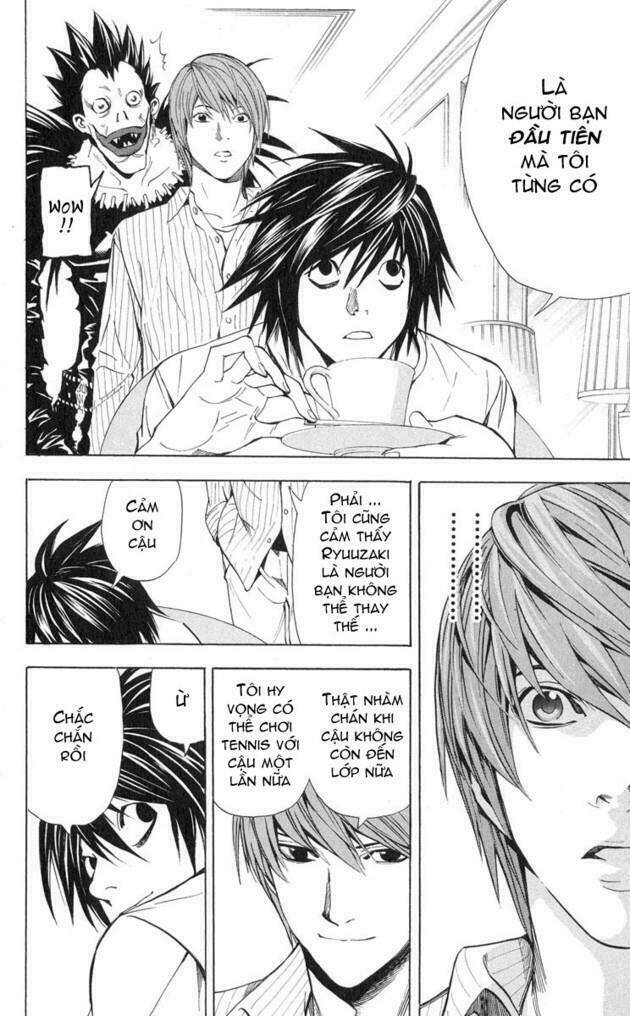 LÀ
NGƯỜI BẠN
ĐẦU TIÊN
MÀ TÔI
TỪNG CÓ
WOW
!!
PHẢI ...
TÔI CŨNG
CẢM THẤY
RYUUZAKI
LÀ NGƯỜI
BẠN KHÔNG
THỂ THAY
THẾ ...
CẢM
ƠN
CẬU
THẬT NHÀM
CHÁN KHI
CẬU KHÔNG
CÒN ĐẾN
LỚP NỮA
TÔI HY
VỌNG CÓ
THỂ CHƠI
TENNIS VỚI
CẬU MỘT
LẦN NỮA
Ừ
CHẮC
CHẮN
RỒI